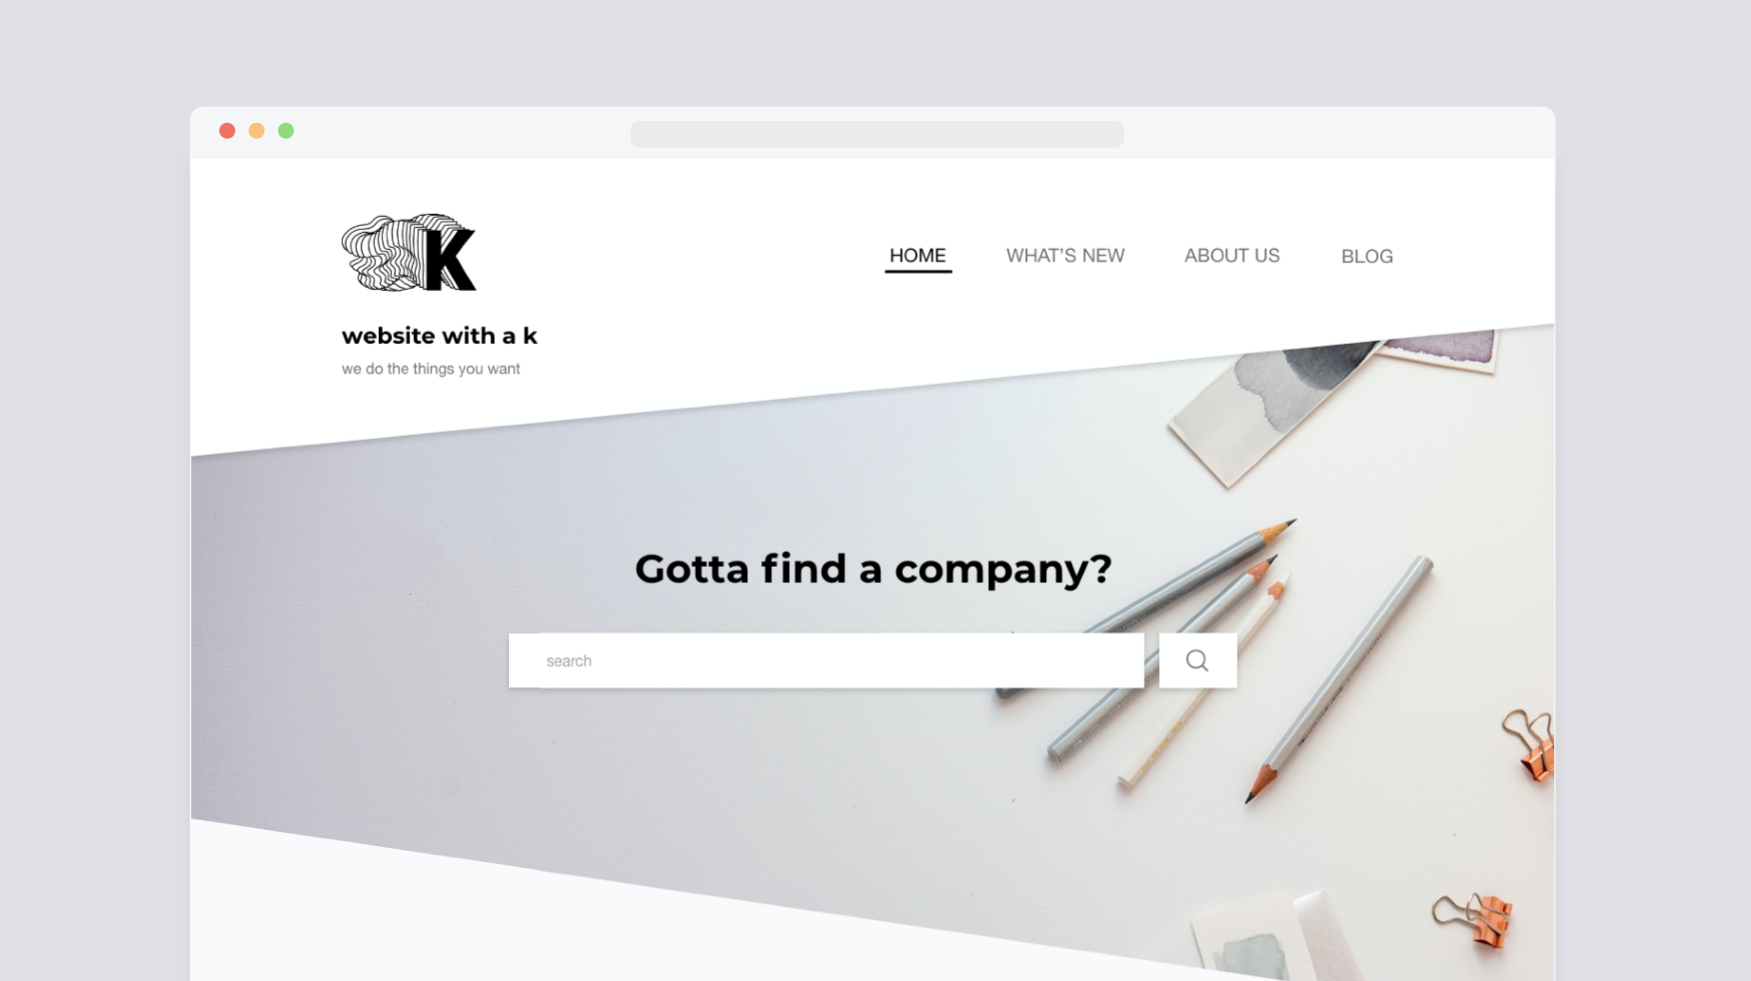 K
HOME
WHAT'S NEW
ABOUT US
BLOG
website with a k
we do the things you want
Gotta find a company?
search